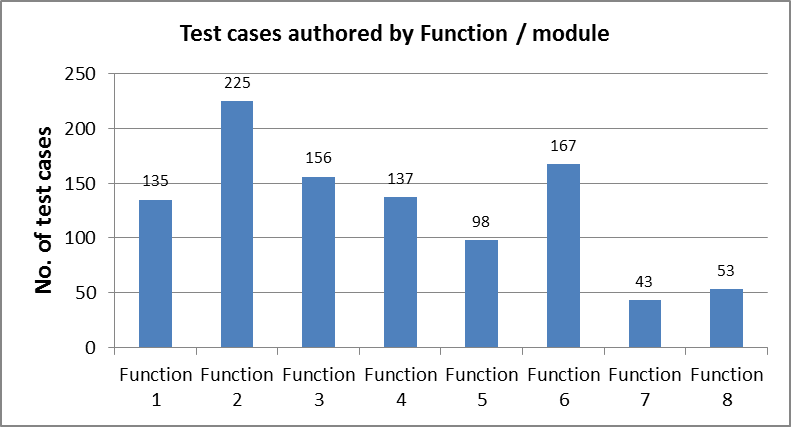 Test cases authored by Function / module
No. of test cases
250
200
150
100
50
0
135
225
156
137
98
167
43
53
Function
1
Function
2
Function
3
Function
4
Function
5
Function
6
Function
7
Function
8